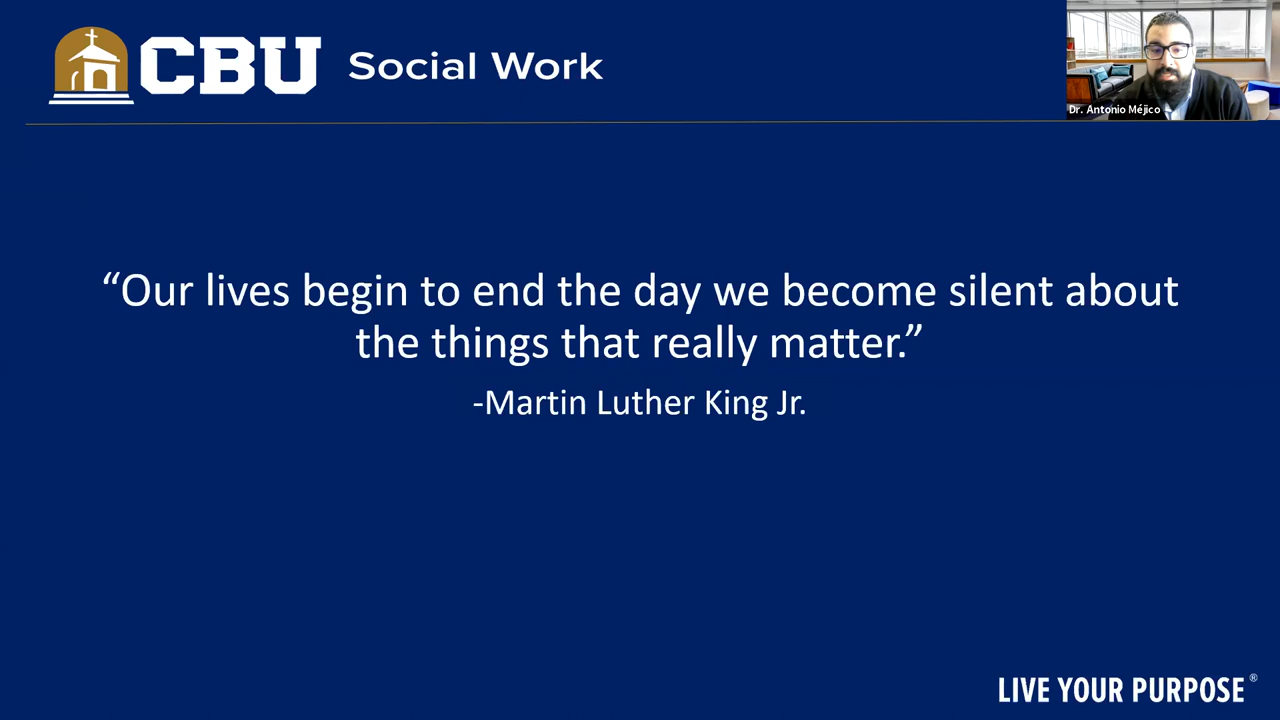 CBU Social Work
Dr. Antonio Méjico
“Our lives begin to end the day we become silent about
the things that really matter.”
-Martin Luther King Jr.
LIVE YOUR PURPOSE®